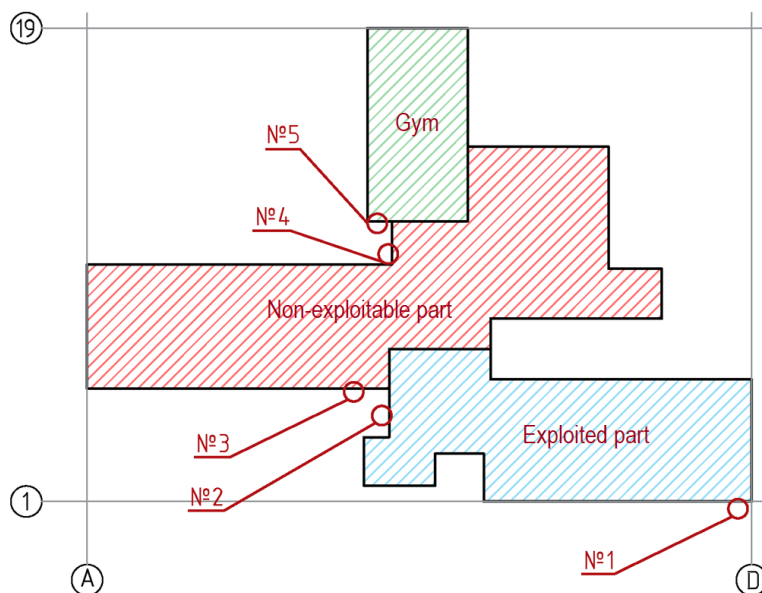 19
Gym
№5
№4
Non-exploitable part
№3
Exploited part
№2
1
№1
A
D